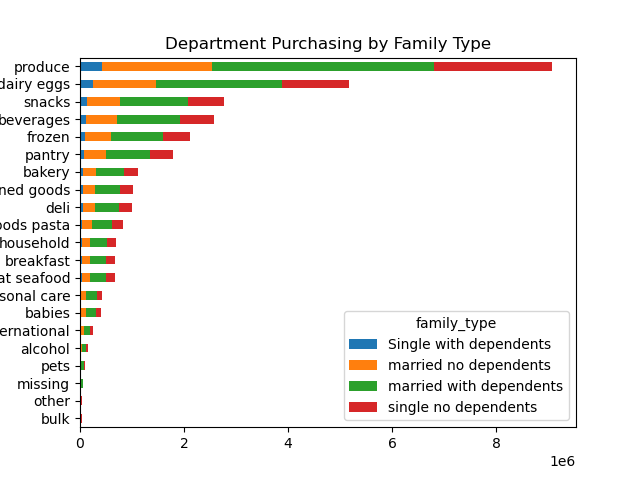 Department Purchasing by Family Type
produce
dairy eggs
snacks
beverages
frozen
pantry
bakery
ned goods
deli
oods pasta
household
breakfast
at seafood
sonal care
babies
ernational
alcohol
pets
missing
other
bulk
family_type
Single with dependents
married no dependents
married with dependents
single no dependents
0 2 4 6 8
1e6